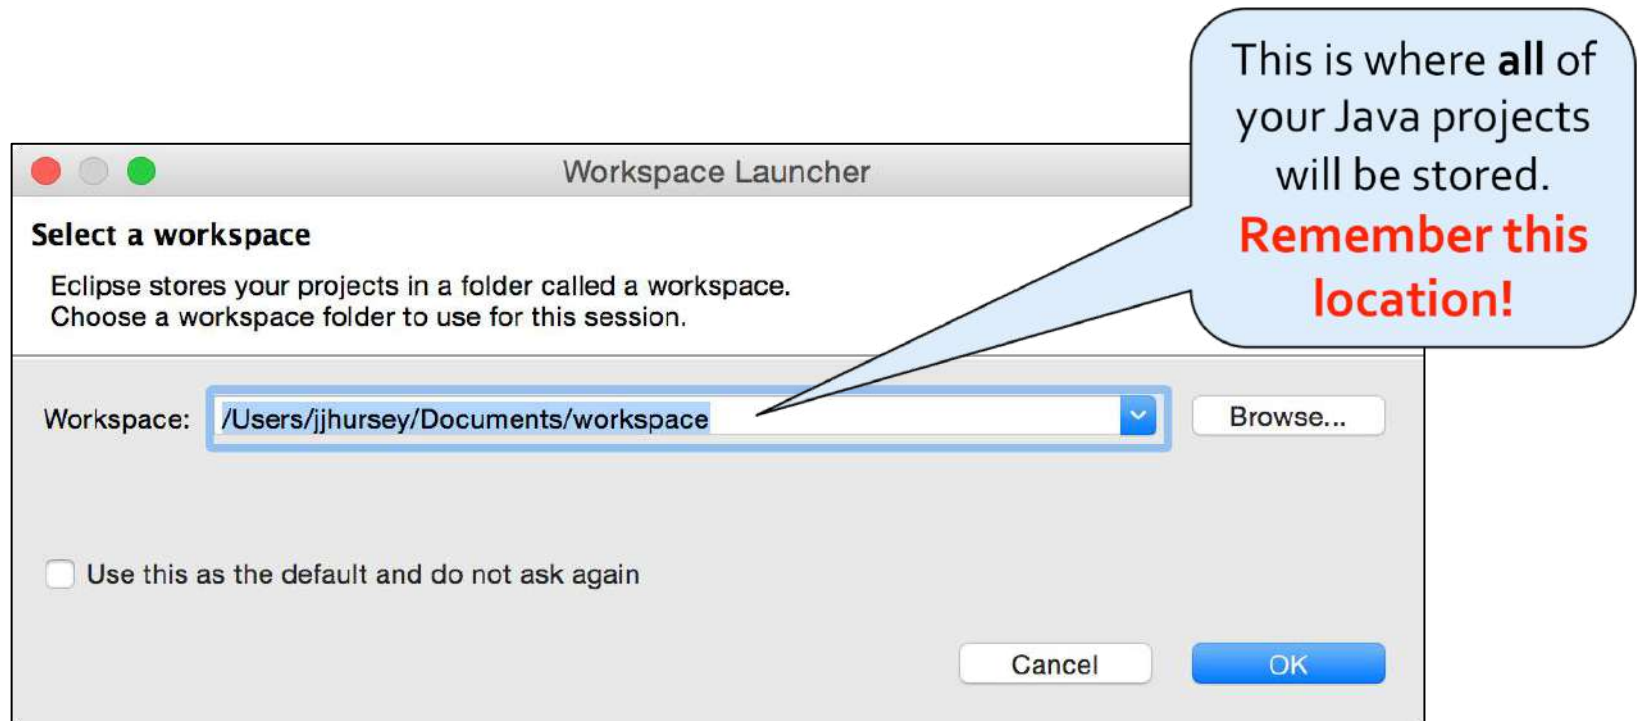 This is where all of
your Java projects
will be stored.
Remember this
location!
Workspace Launcher
Select a workspace
Eclipse stores your projects in a folder called a workspace.
Choose a workspace folder to use for this session.
Workspace: /Users/jjhursey/Documents/workspace Browse...
Use this as the default and do not ask again
Cancel OK